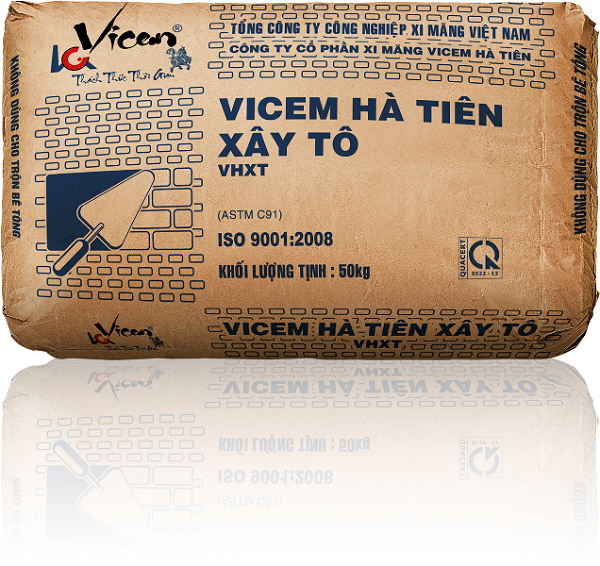 Vicem®
Thách Thức Thời Gian
TỔNG CÔNG TY CÔNG NGHIỆP XI MĂNG VIỆT NAM
CÔNG TY CỔ PHẦN XI MĂNG VICEM HÀ TIÊN
KHÔNG DÙNG CHO TRỘN BÊ TÔNG
KHÔNG DÙNG CHO TRỘN BÊ TÔNG
VICEM HÀ TIÊN
XÂY TÔ
VHXT
(ASTM C91)
ISO 9001:2008
KHỐI LƯỢNG TỊNH : 50kg
QUACERT
Vicem
VICEM HÀ TIÊN XÂY TÔ
VHXT